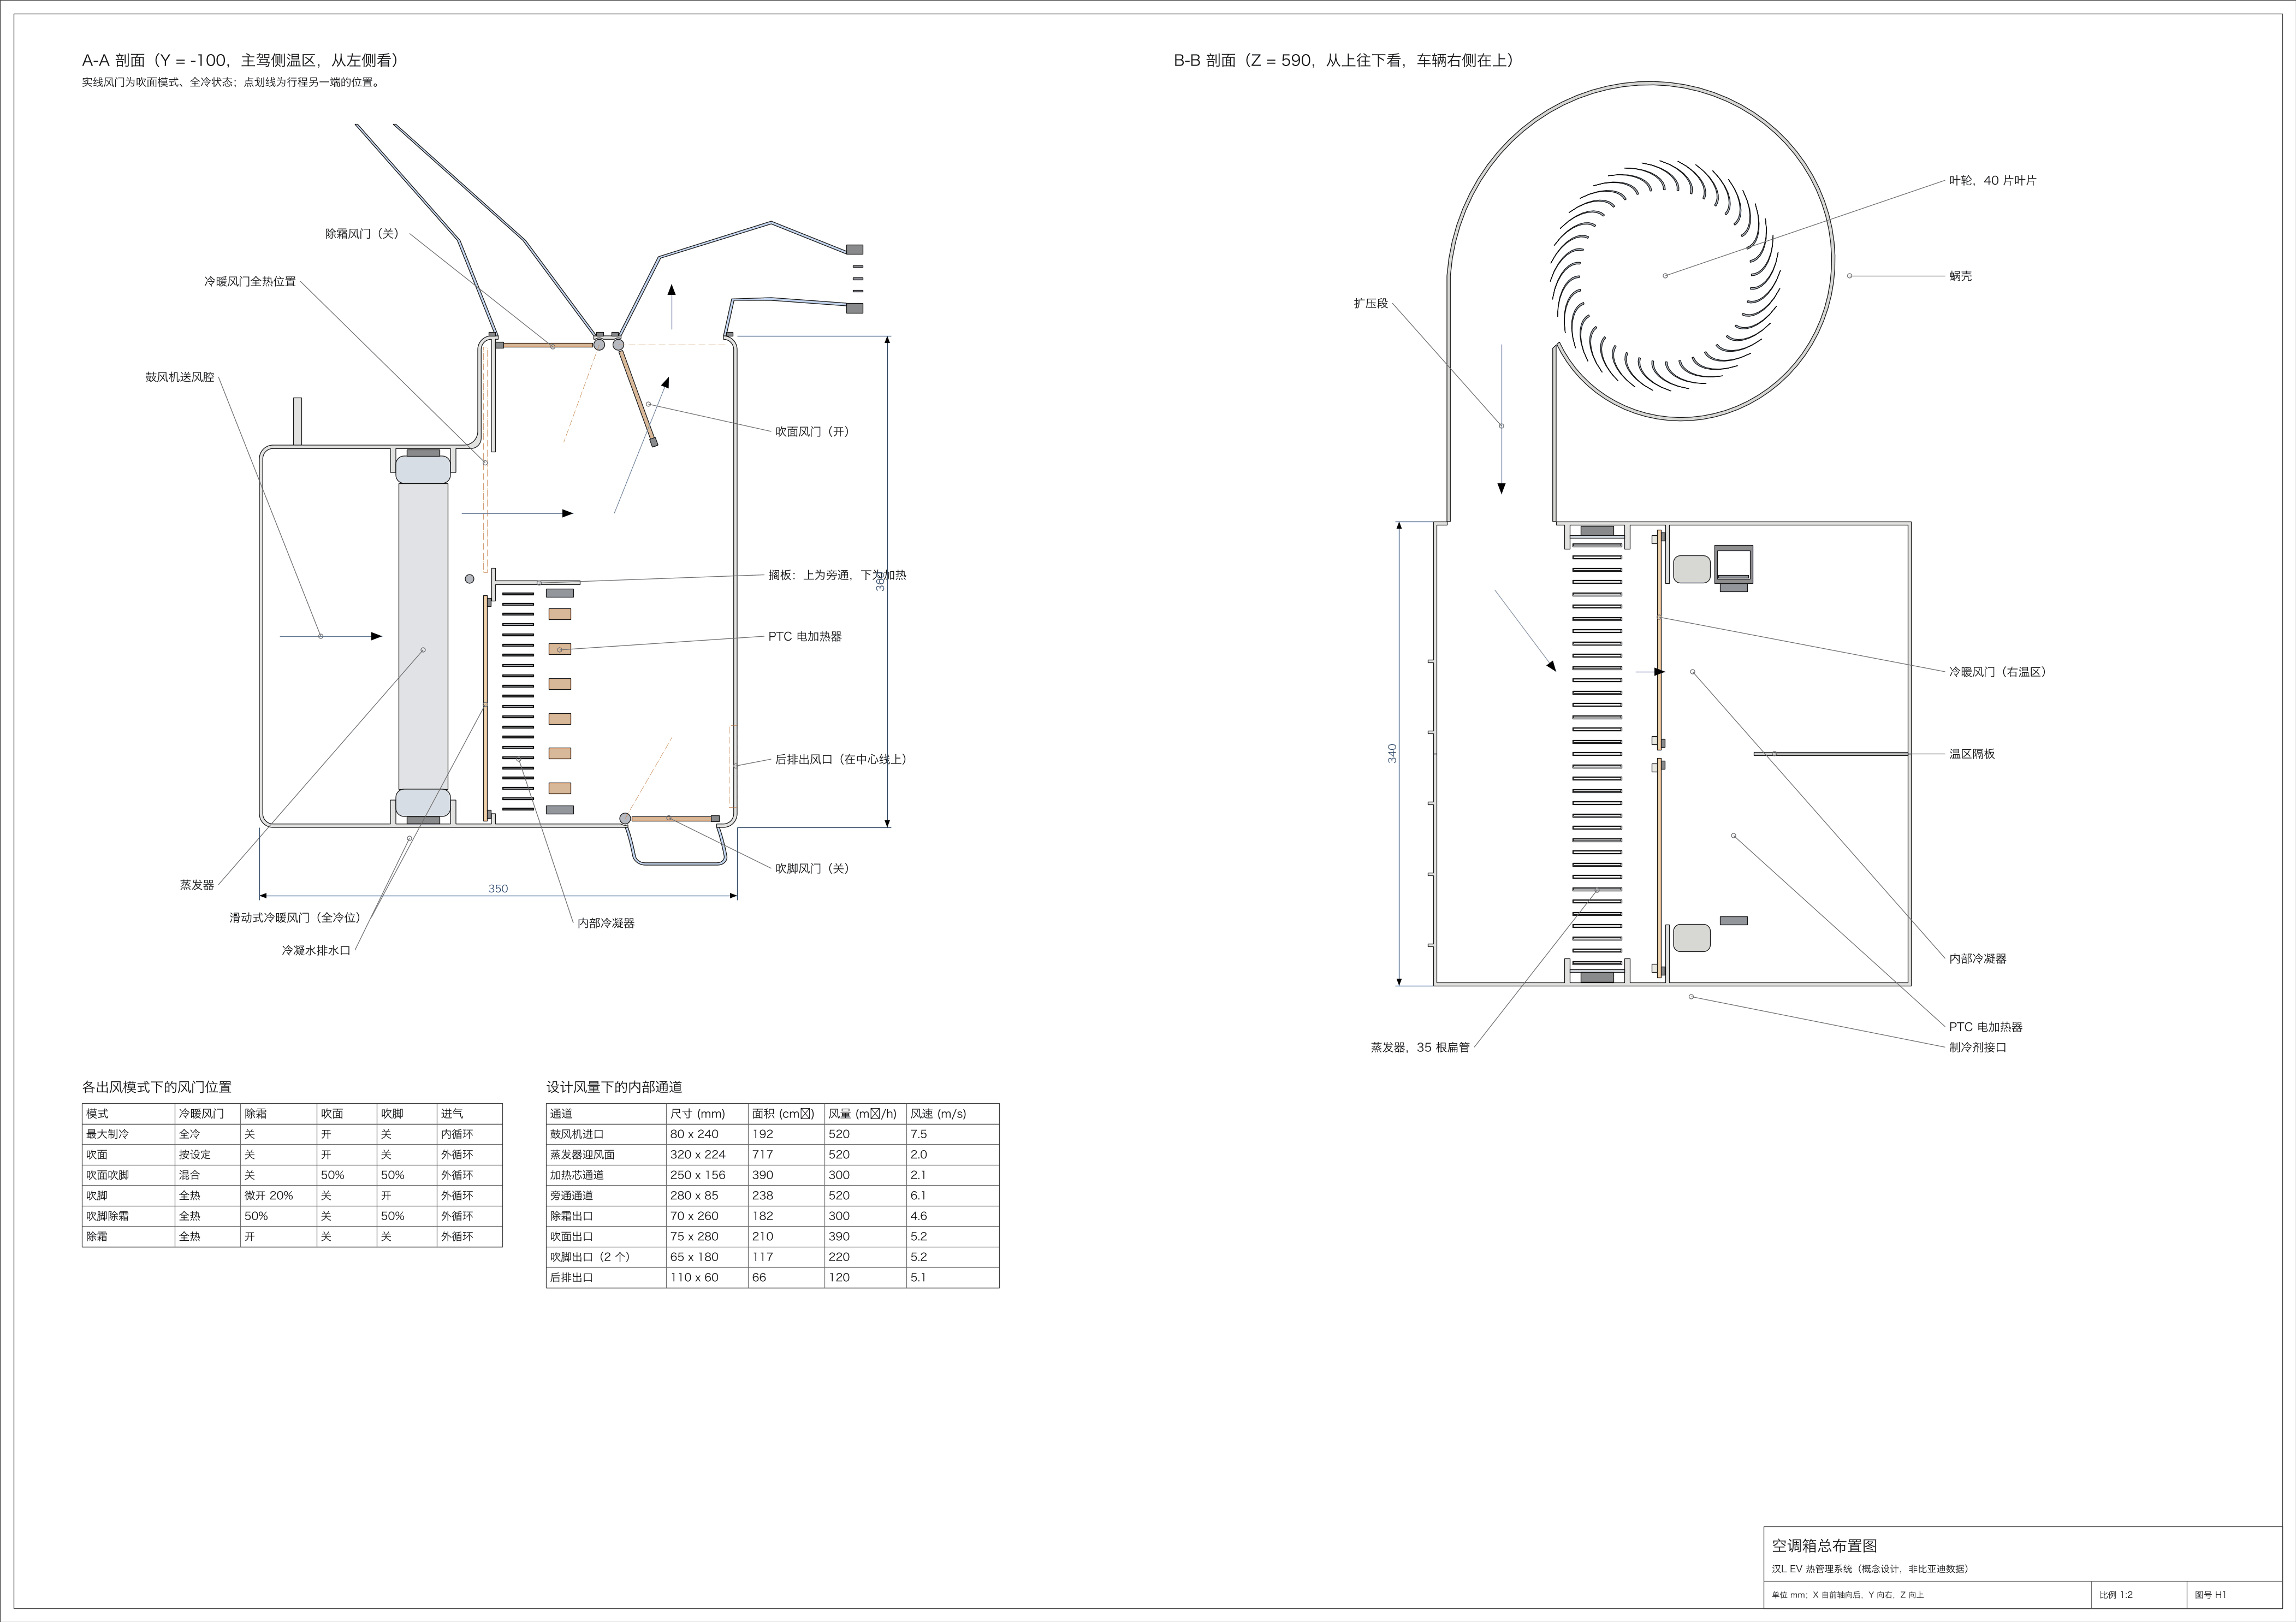 A-A 剖面（Y = -100，主驾侧温区，从左侧看）
实线风门为吹面模式、全冷状态；点划线为行程另一端的位置。
除霜风门（关）
冷暖风门全热位置
鼓风机送风腔
吹面风门（开）
搁板：上为旁通，下为加热
360
PTC 电加热器
后排出风口（在中心线上）
吹脚风门（关）
蒸发器
350
滑动式冷暖风门（全冷位）
内部冷凝器
冷凝水排水口
B-B 剖面（Z = 590，从上往下看，车辆右侧在上）
叶轮，40 片叶片
蜗壳
扩压段
冷暖风门（右温区）
340
温区隔板
内部冷凝器
PTC 电加热器
制冷剂接口
蒸发器，35 根扁管
各出风模式下的风门位置
模式 冷暖风门 除霜 吹面 吹脚 进气
最大制冷 全冷 关 开 关 内循环
吹面 按设定 关 开 关 外循环
吹面吹脚 混合 关 50% 50% 外循环
吹脚 全热 微开 20% 关 开 外循环
吹脚除霜 全热 50% 关 50% 外循环
除霜 全热 开 关 关 外循环
设计风量下的内部通道
通道 尺寸 (mm) 面积 (cm☒) 风量 (m☒/h) 风速 (m/s)
鼓风机进口 80 x 240 192 520 7.5
蒸发器迎风面 320 x 224 717 520 2.0
加热芯通道 250 x 156 390 300 2.1
旁通通道 280 x 85 238 520 6.1
除霜出口 70 x 260 182 300 4.6
吹面出口 75 x 280 210 390 5.2
吹脚出口（2 个） 65 x 180 117 220 5.2
后排出口 110 x 60 66 120 5.1
空调箱总布置图
汉L EV 热管理系统（概念设计，非比亚迪数据）
单位 mm；X 自前轴向后，Y 向右，Z 向上 比例 1:2 图号 H1